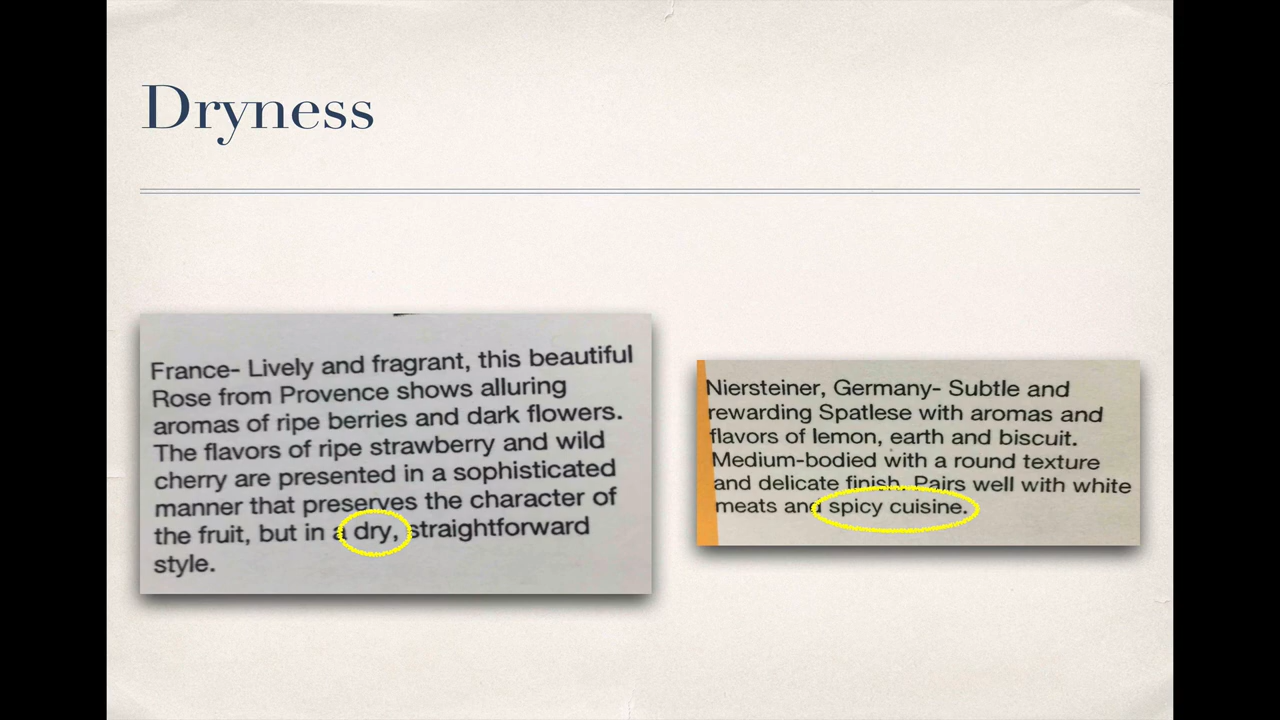 Dryness
France- Lively and fragrant, this beautiful
Rose from Provence shows alluring
aromas of ripe berries and dark flowers.
The flavors of ripe strawberry and wild
cherry are presented in a sophisticated
manner that preserves the character of
the fruit, but in a dry, straightforward
style.
Niersteiner, Germany- Subtle and
rewarding Spatlese with aromas and
flavors of lemon, earth and biscuit.
Medium-bodied with a round texture
and delicate finish. Pairs well with white
meats and spicy cuisine.